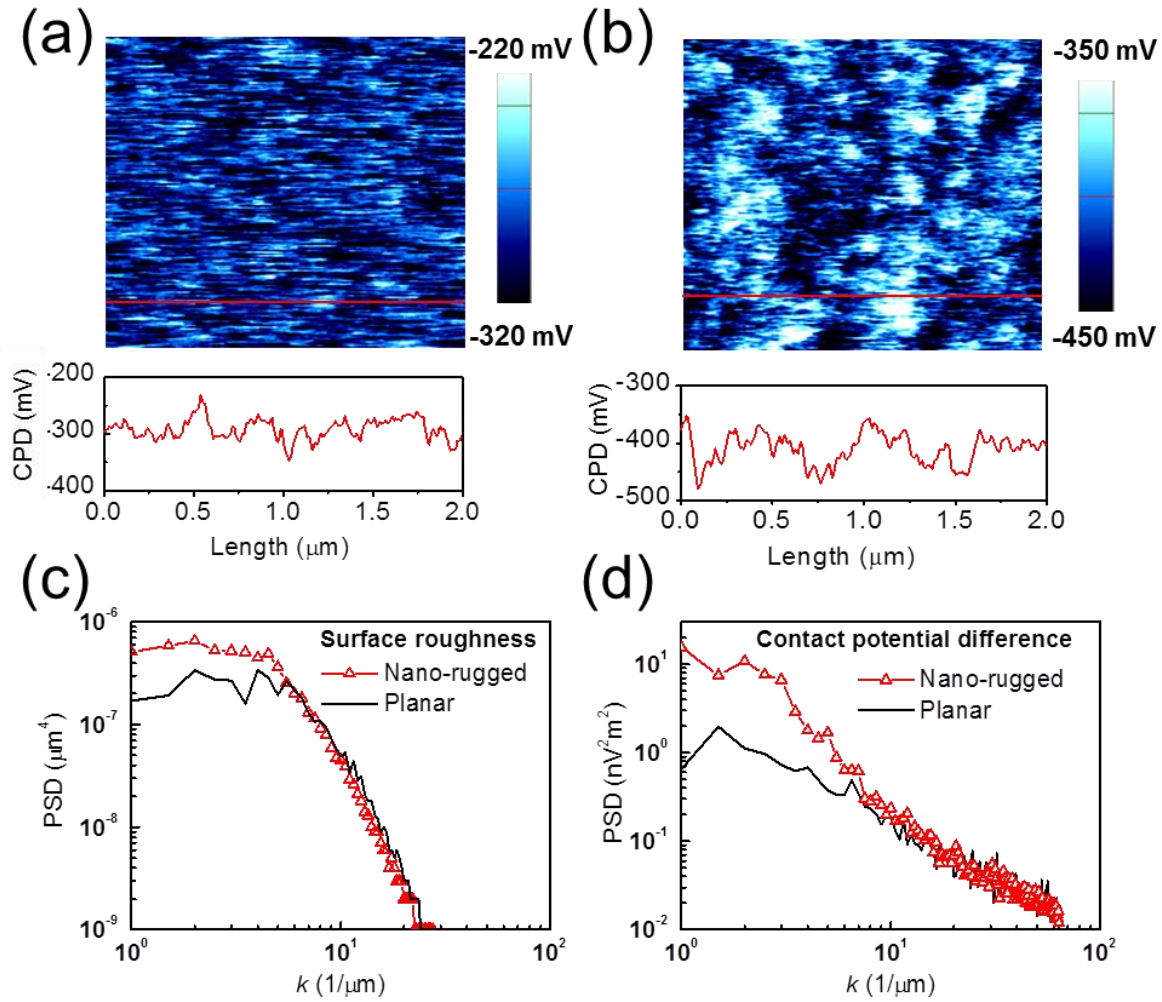 (a)
-220 mV
-320 mV
(b)
-350 mV
-450 mV
CPD (mV)
-200
-300
-400
0.0 0.5 1.0 1.5 2.0
Length (μm)
CPD (mV)
-300
-400
-500
0.0 0.5 1.0 1.5 2.0
Length (μm)
(c)
Surface roughness
Nano-rugged
Planar
PSD (μm⁴)
10⁻⁶
10⁻⁷
10⁻⁸
10⁻⁹
10⁰ 10¹ 10²
k (1/μm)
(d)
Contact potential difference
Nano-rugged
Planar
PSD (nV²m²)
10¹
10⁰
10⁻¹
10⁻²
10⁰ 10¹ 10²
k (1/μm)